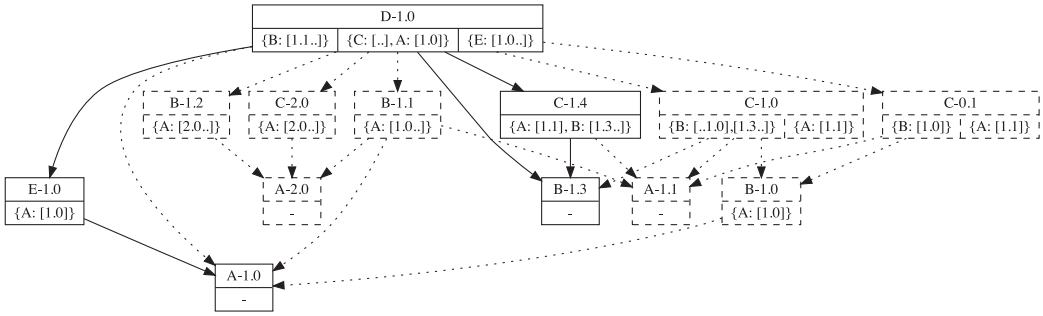 D-1.0
{B: [1.1..]} {C: [..], A: [1.0]} {E: [1.0..]}
B-1.2 C-2.0 B-1.1 C-1.4 C-1.0 C-0.1
{A: [2.0..]} {A: [2.0..]} {A: [1.0..]} {A: [1.1], B: [1.3..]} {B: [..1.0],[1.3..]} {A: [1.1]} {B: [1.0]} {A: [1.1]}
E-1.0 A-2.0 B-1.3 A-1.1 B-1.0
{A: [1.0]} - - - {A: [1.0]}
A-1.0
-